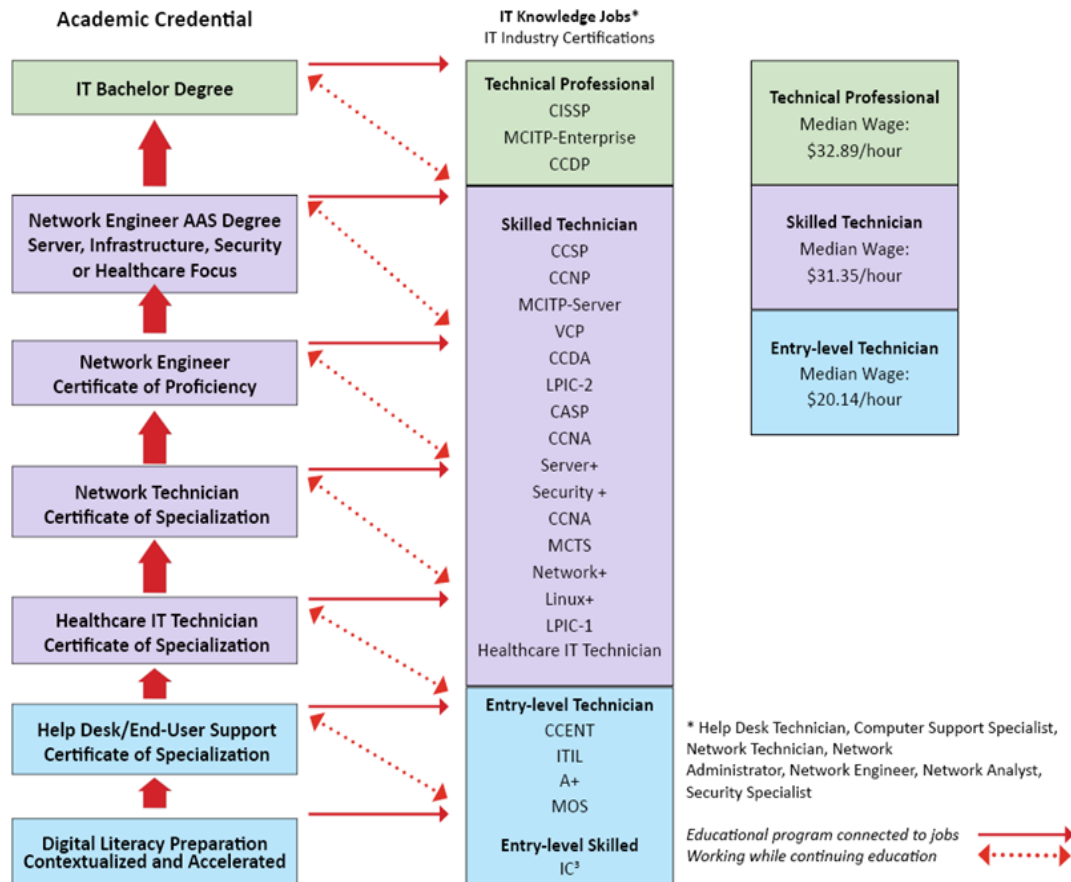 Academic Credential
IT Bachelor Degree
Network Engineer AAS Degree
Server, Infrastructure, Security
or Healthcare Focus
Network Engineer
Certificate of Proficiency
Network Technician
Certificate of Specialization
Healthcare IT Technician
Certificate of Specialization
Help Desk/End-User Support
Certificate of Specialization
Digital Literacy Preparation
Contextualized and Accelerated
IT Knowledge Jobs*
IT Industry Certifications
Technical Professional
CISSP
MCITP-Enterprise
CCDP
Skilled Technician
CCSP
CCNP
MCITP-Server
VCP
CCDA
LPIC-2
CASP
CCNA
Server+
Security +
CCNA
MCTS
Network+
Linux+
LPIC-1
Healthcare IT Technician
Entry-level Technician
CCENT
ITIL
A+
MOS
Entry-level Skilled
IC³
Technical Professional
Median Wage:
$32.89/hour
Skilled Technician
Median Wage:
$31.35/hour
Entry-level Technician
Median Wage:
$20.14/hour
* Help Desk Technician, Computer Support Specialist,
Network Technician, Network
Administrator, Network Engineer, Network Analyst,
Security Specialist
Educational program connected to jobs
Working while continuing education